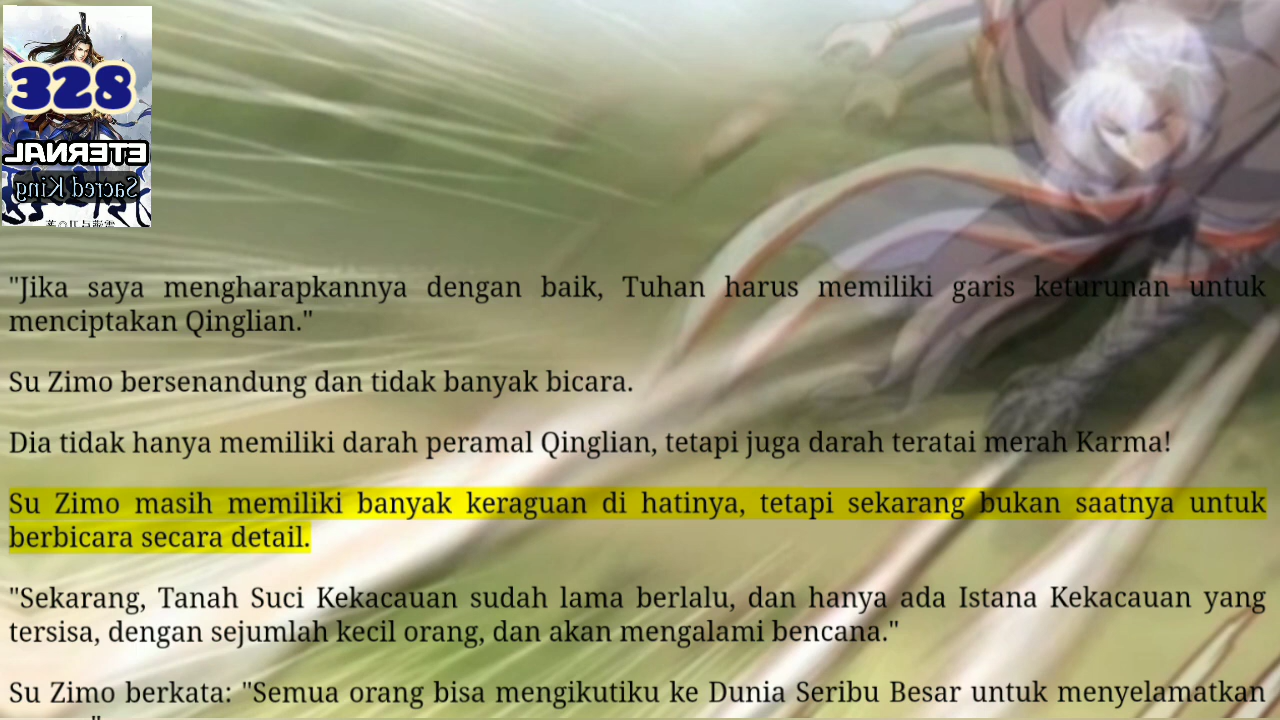 328
ETERNAL
Sacred King
"Jika saya mengharapkannya dengan baik, Tuhan harus memiliki garis keturunan untuk
menciptakan Qinglian."
Su Zimo bersenandung dan tidak banyak bicara.
Dia tidak hanya memiliki darah peramal Qinglian, tetapi juga darah teratai merah Karma!
Su Zimo masih memiliki banyak keraguan di hatinya, tetapi sekarang bukan saatnya untuk
berbicara secara detail.
"Sekarang, Tanah Suci Kekacauan sudah lama berlalu, dan hanya ada Istana Kekacauan yang
tersisa, dengan sejumlah kecil orang, dan akan mengalami bencana."
Su Zimo berkata: "Semua orang bisa mengikutiku ke Dunia Seribu Besar untuk menyelamatkan